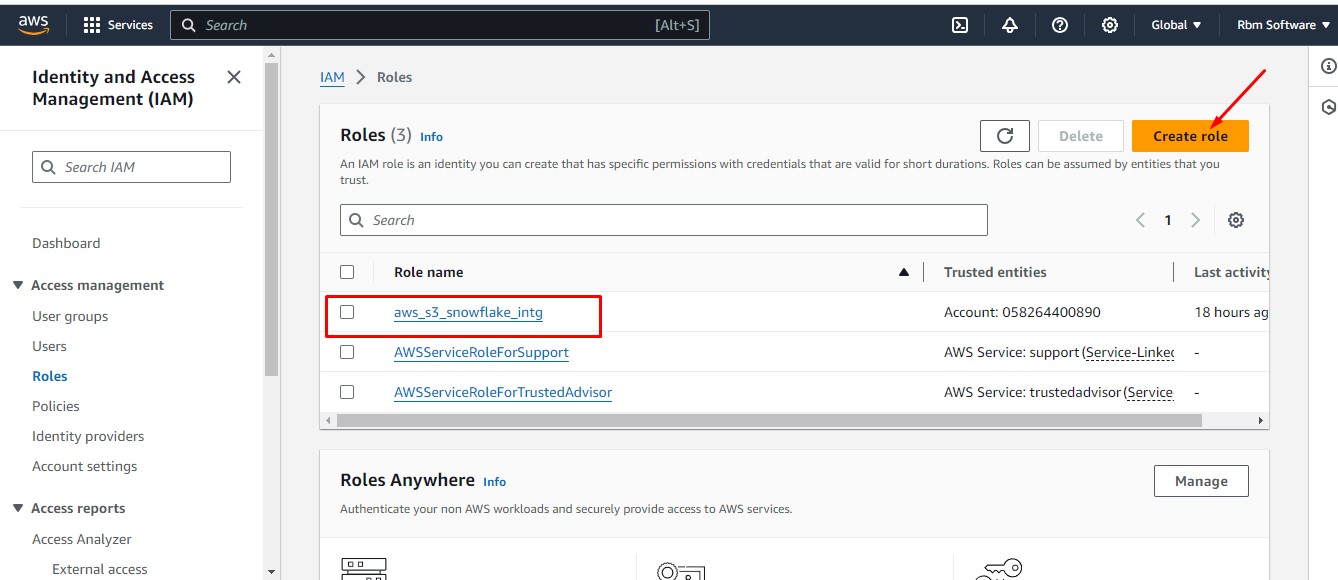 aws
Services
Search
[Alt+S]
Global
Rbm Software
Identity and Access
Management (IAM)
Search IAM
Dashboard
Access management
User groups
Users
Roles
Policies
Identity providers
Account settings
Access reports
Access Analyzer
External access
IAM > Roles
Roles (3) Info
Delete
Create role
An IAM role is an identity you can create that has specific permissions with credentials that are valid for short durations. Roles can be assumed by entities that you
trust.
Search
1
Role name
Trusted entities
Last activity
aws_s3_snowflake_intg
Account: 058264400890
18 hours ag
AWSServiceRoleForSupport
AWS Service: support (Service-Linked
-
AWSServiceRoleForTrustedAdvisor
AWS Service: trustedadvisor (Service
-
Roles Anywhere Info
Manage
Authenticate your non AWS workloads and securely provide access to AWS services.